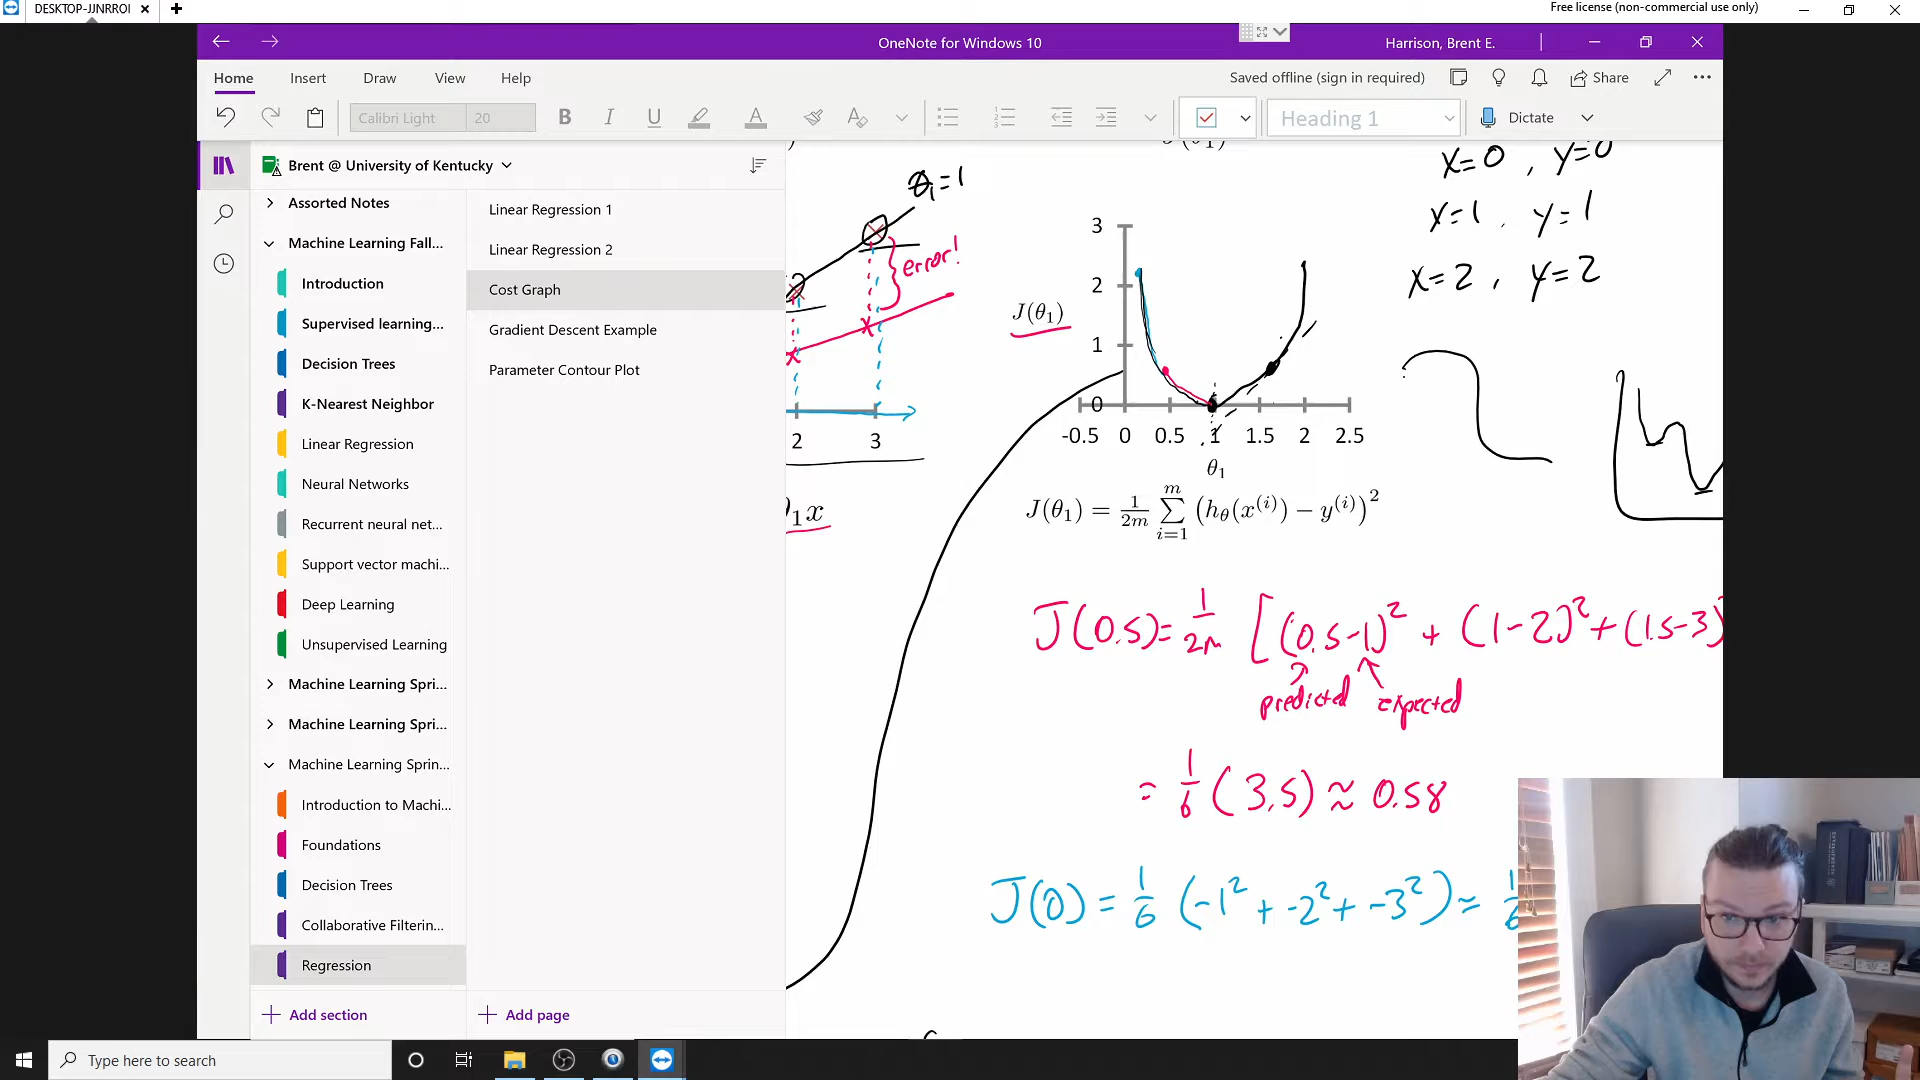 DESKTOP-JJNRROI
Free license (non-commercial use only)
OneNote for Windows 10
Harrison, Brent E.
Home Insert Draw View Help
Saved offline (sign in required)
Share
Calibri Light 20
B I U
A
Heading 1
Dictate
Brent @ University of Kentucky
Assorted Notes
Machine Learning Fall...
Introduction
Supervised learning...
Decision Trees
K-Nearest Neighbor
Linear Regression
Neural Networks
Recurrent neural net...
Support vector machi...
Deep Learning
Unsupervised Learning
Machine Learning Spri...
Machine Learning Spri...
Machine Learning Sprin...
Introduction to Machi...
Foundations
Decision Trees
Collaborative Filterin...
Regression
Add section
Linear Regression 1
Linear Regression 2
Cost Graph
Gradient Descent Example
Parameter Contour Plot
Add page
θ₁=1
error!
2 3
θ₁x
3
2
J(θ₁)
1
0
-0.5 0 0.5 1 1.5 2 2.5
θ₁
x=0 , y=0
x=1 , y=1
x=2 , y=2
J(θ₁) = 1/2m Σ i=1 m (hθ(x⁽ⁱ⁾) − y⁽ⁱ⁾)²
J(0.5)= 1/2m [(0.5-1)² + (1-2)² + (1.5-3)
predicted expected
= 1/6 (3.5) ≈ 0.58
J(0) = 1/6 (-1² + -2² + -3²) ≈ 1/6
Type here to search